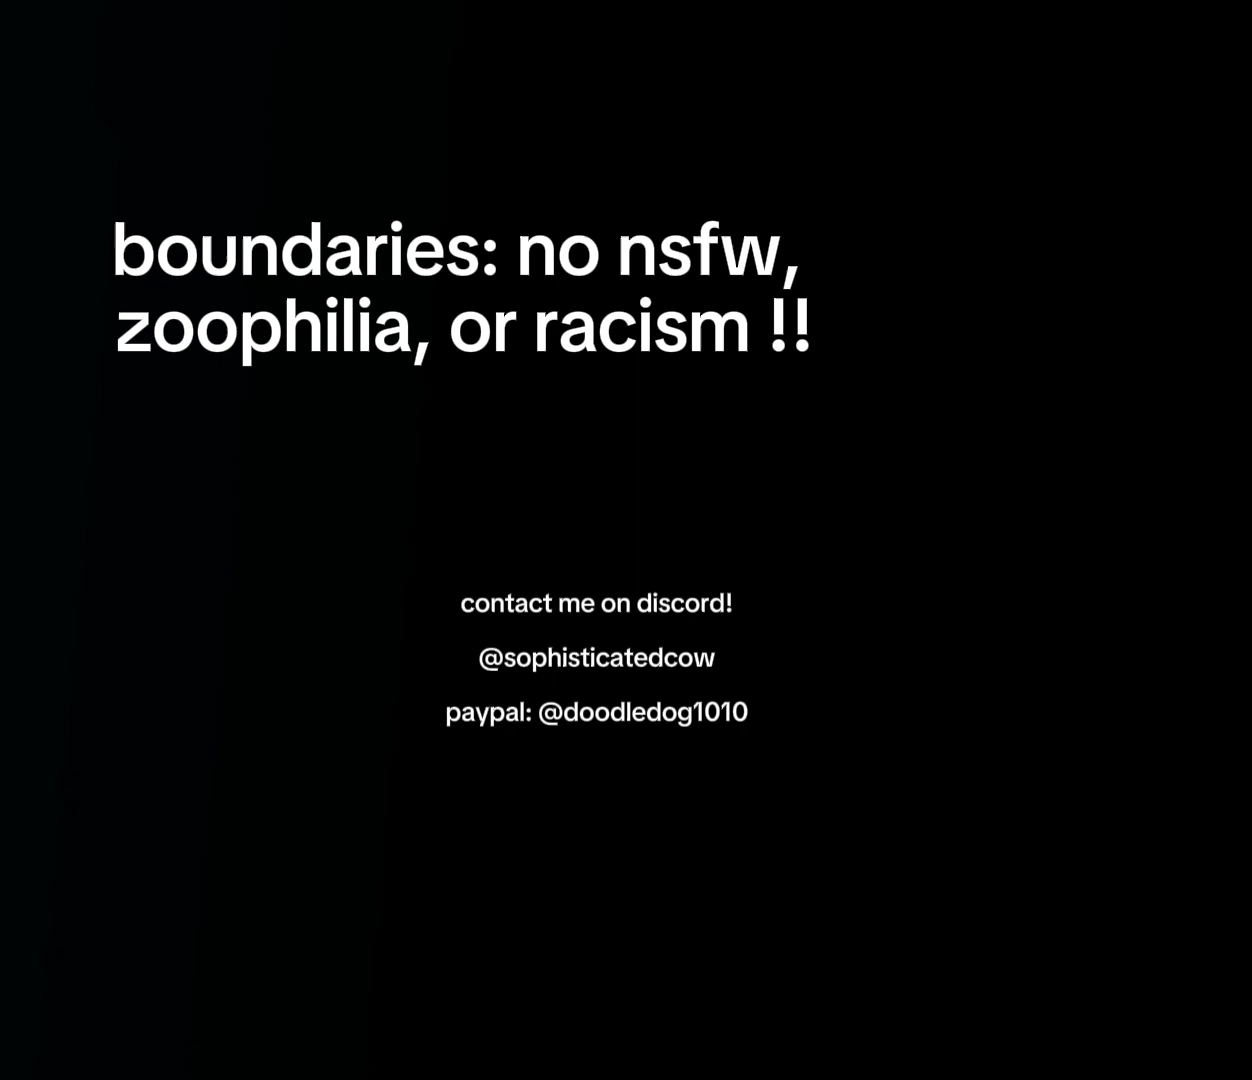 boundaries: no nsfw,
zoophilia, or racism !!
contact me on discord!
@sophisticatedcow
paypal: @doodledog1010